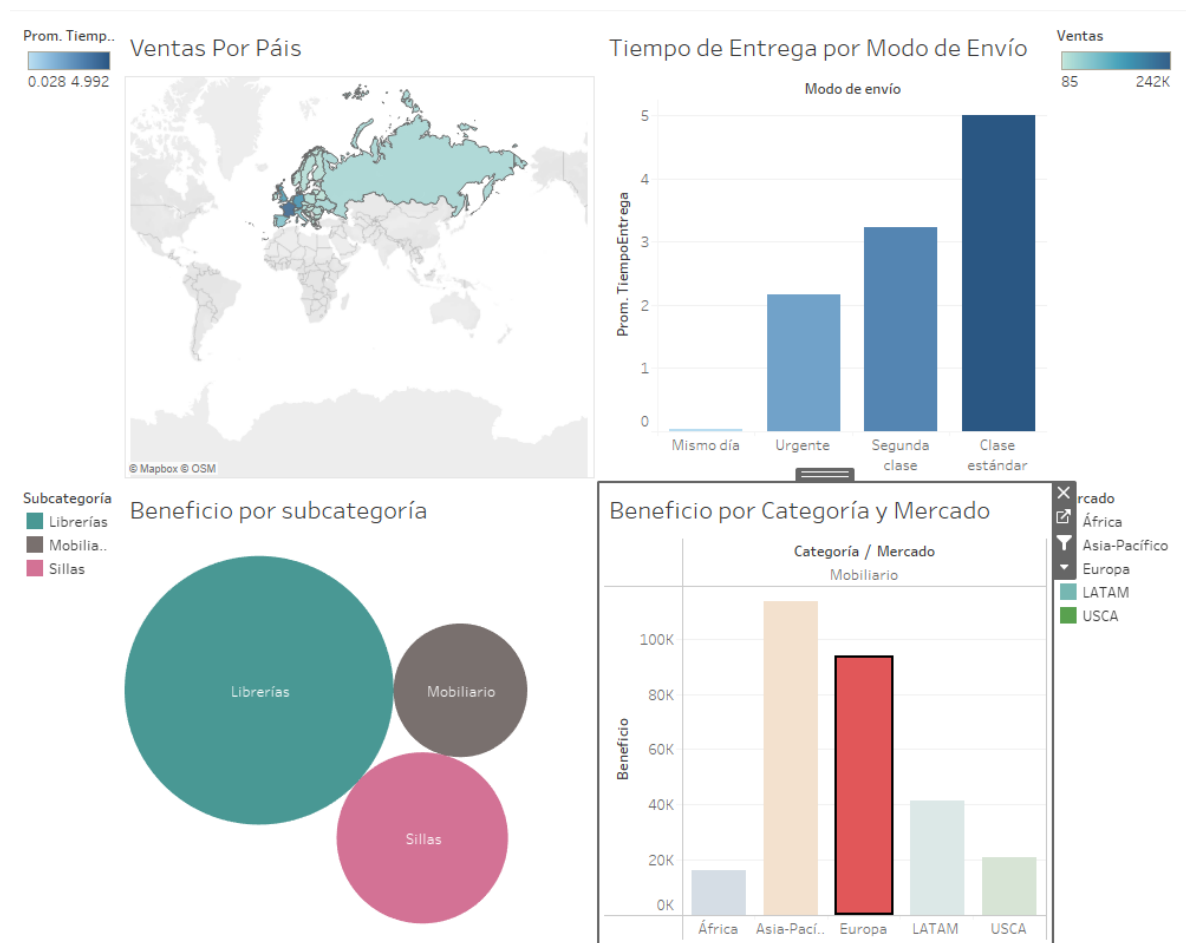 Prom. Tiemp..
0.028 4.992
Ventas Por Páis
© Mapbox © OSM
Tiempo de Entrega por Modo de Envío
Modo de envío
Prom. TiempoEntrega
5
4
3
2
1
0
Mismo día
Urgente
Segunda clase
Clase estándar
Ventas
85 242K
Subcategoría
Librerías
Mobilia..
Sillas
Beneficio por subcategoría
Librerías
Mobiliario
Sillas
Beneficio por Categoría y Mercado
Categoría / Mercado
Mobiliario
Beneficio
100K
80K
60K
40K
20K
0K
África
Asia-Pací..
Europa
LATAM
USCA
rcado
África
Asia-Pacífico
Europa
LATAM
USCA